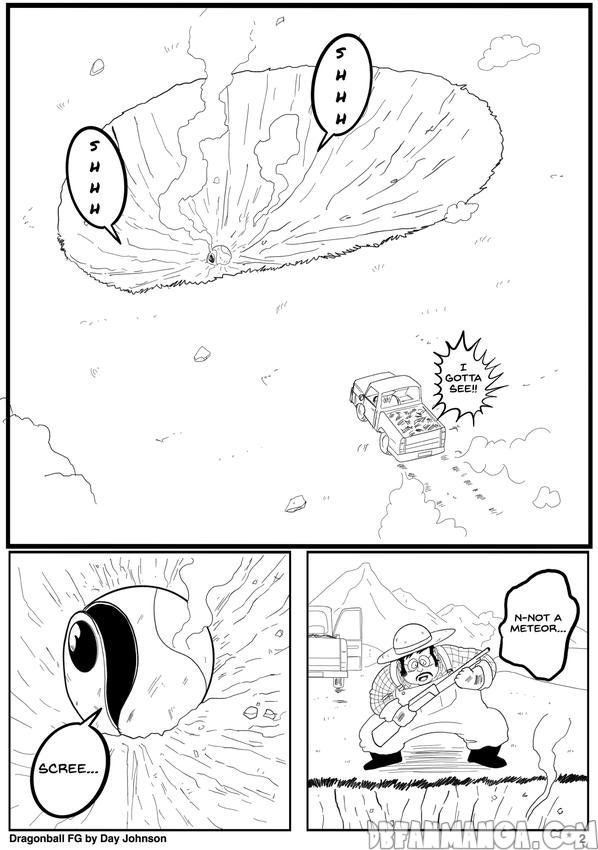 S
H
H
H
S
H
H
H
I
GOTTA
SEE!!
SCREE...
N-NOT A
METEOR...
Dragonball FG by Day Johnson
2
DBFANMANGA.COM